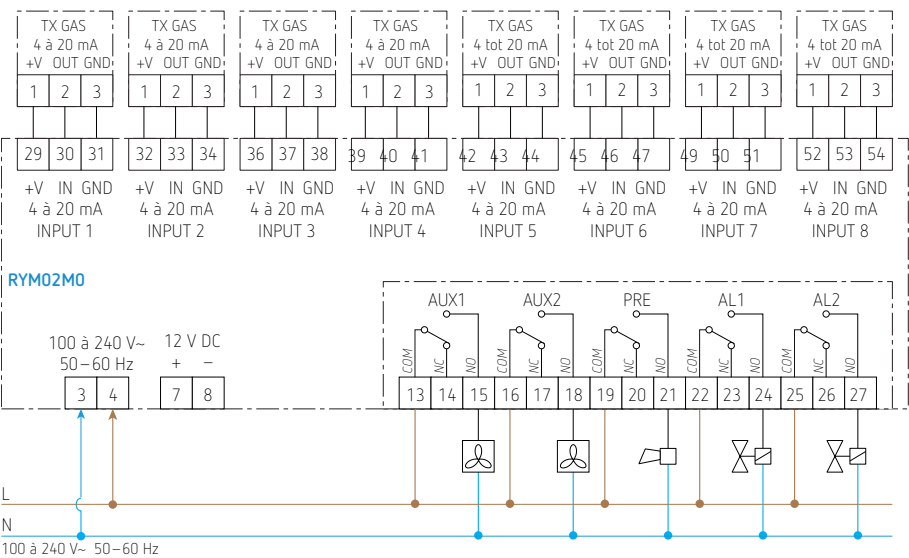 TX GAS TX GAS TX GAS TX GAS TX GAS TX GAS TX GAS TX GAS
4 à 20 mA 4 à 20 mA 4 à 20 mA 4 à 20 mA 4 tot 20 mA 4 tot 20 mA 4 tot 20 mA 4 tot 20 mA
+V OUT GND +V OUT GND +V OUT GND +V OUT GND +V OUT GND +V OUT GND +V OUT GND +V OUT GND
1 2 3 1 2 3 1 2 3 1 2 3 1 2 3 1 2 3 1 2 3 1 2 3
29 30 31 32 33 34 36 37 38 39 40 41 42 43 44 45 46 47 49 50 51 52 53 54
+V IN GND +V IN GND +V IN GND +V IN GND +V IN GND +V IN GND +V IN GND +V IN GND
4 à 20 mA 4 à 20 mA 4 à 20 mA 4 à 20 mA 4 à 20 mA 4 à 20 mA 4 à 20 mA 4 à 20 mA
INPUT 1 INPUT 2 INPUT 3 INPUT 4 INPUT 5 INPUT 6 INPUT 7 INPUT 8
RYM02M0
AUX1 AUX2 PRE AL1 AL2
100 à 240 V~ 12 V DC
50–60 Hz + –
COM NC NO COM NC NO COM NC NO COM NC NO COM NC NO
3 4 7 8 13 14 15 16 17 18 19 20 21 22 23 24 25 26 27
L
N
100 à 240 V~ 50–60 Hz